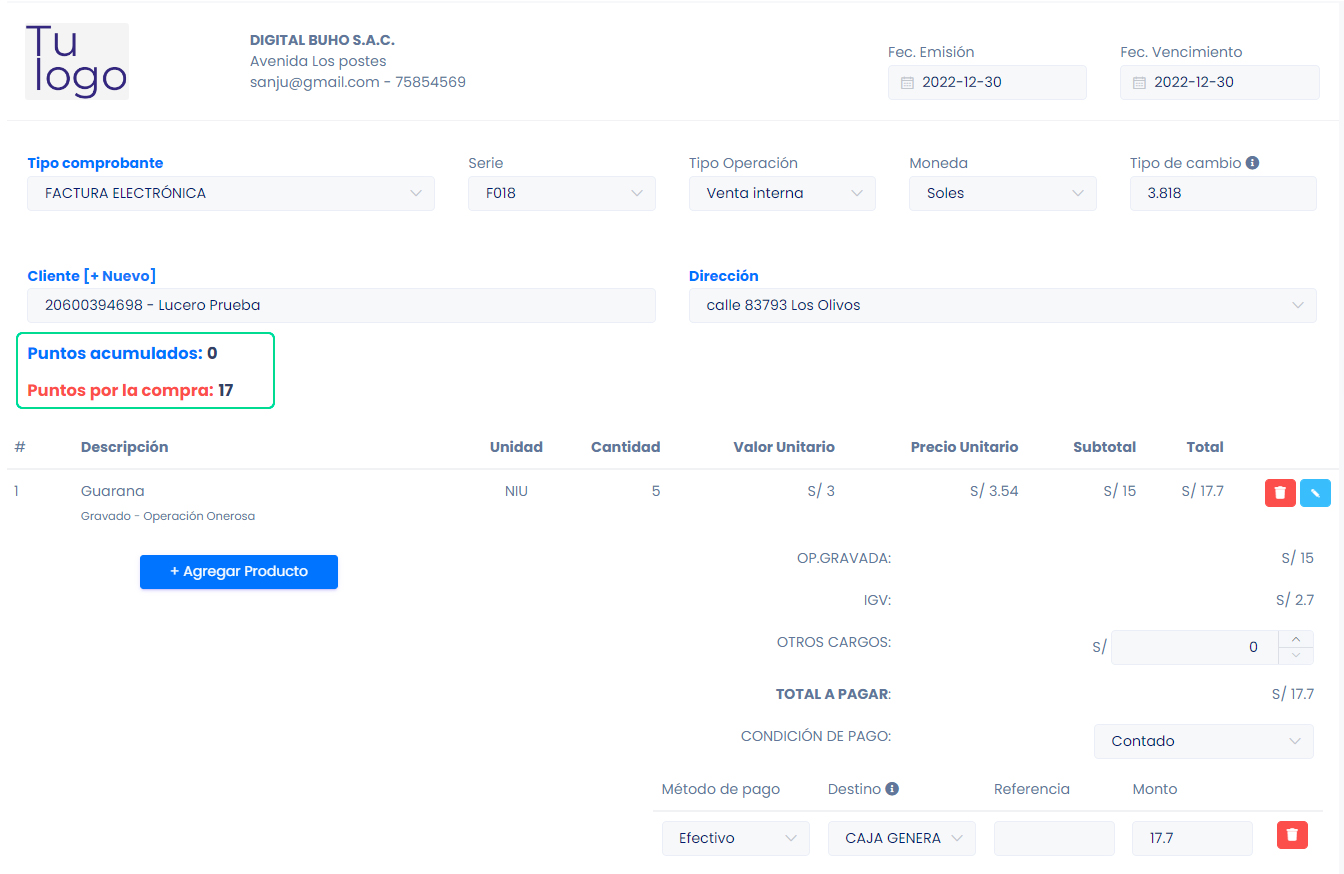 Tu
logo
DIGITAL BUHO S.A.C.
Avenida Los postes
sanju@gmail.com - 75854569
Fec. Emisión
2022-12-30
Fec. Vencimiento
2022-12-30
Tipo comprobante
FACTURA ELECTRÓNICA
Serie
F018
Tipo Operación
Venta interna
Moneda
Soles
Tipo de cambio
3.818
Cliente [+ Nuevo]
20600394698 - Lucero Prueba
Dirección
calle 83793 Los Olivos
Puntos acumulados: 0
Puntos por la compra: 17
# Descripción Unidad Cantidad Valor Unitario Precio Unitario Subtotal Total
1 Guarana NIU 5 S/ 3 S/ 3.54 S/ 15 S/ 17.7
Gravado - Operación Onerosa
+ Agregar Producto
OP.GRAVADA: S/ 15
IGV: S/ 2.7
OTROS CARGOS: S/ 0
TOTAL A PAGAR: S/ 17.7
CONDICIÓN DE PAGO: Contado
Método de pago Destino Referencia Monto
Efectivo CAJA GENERA 17.7